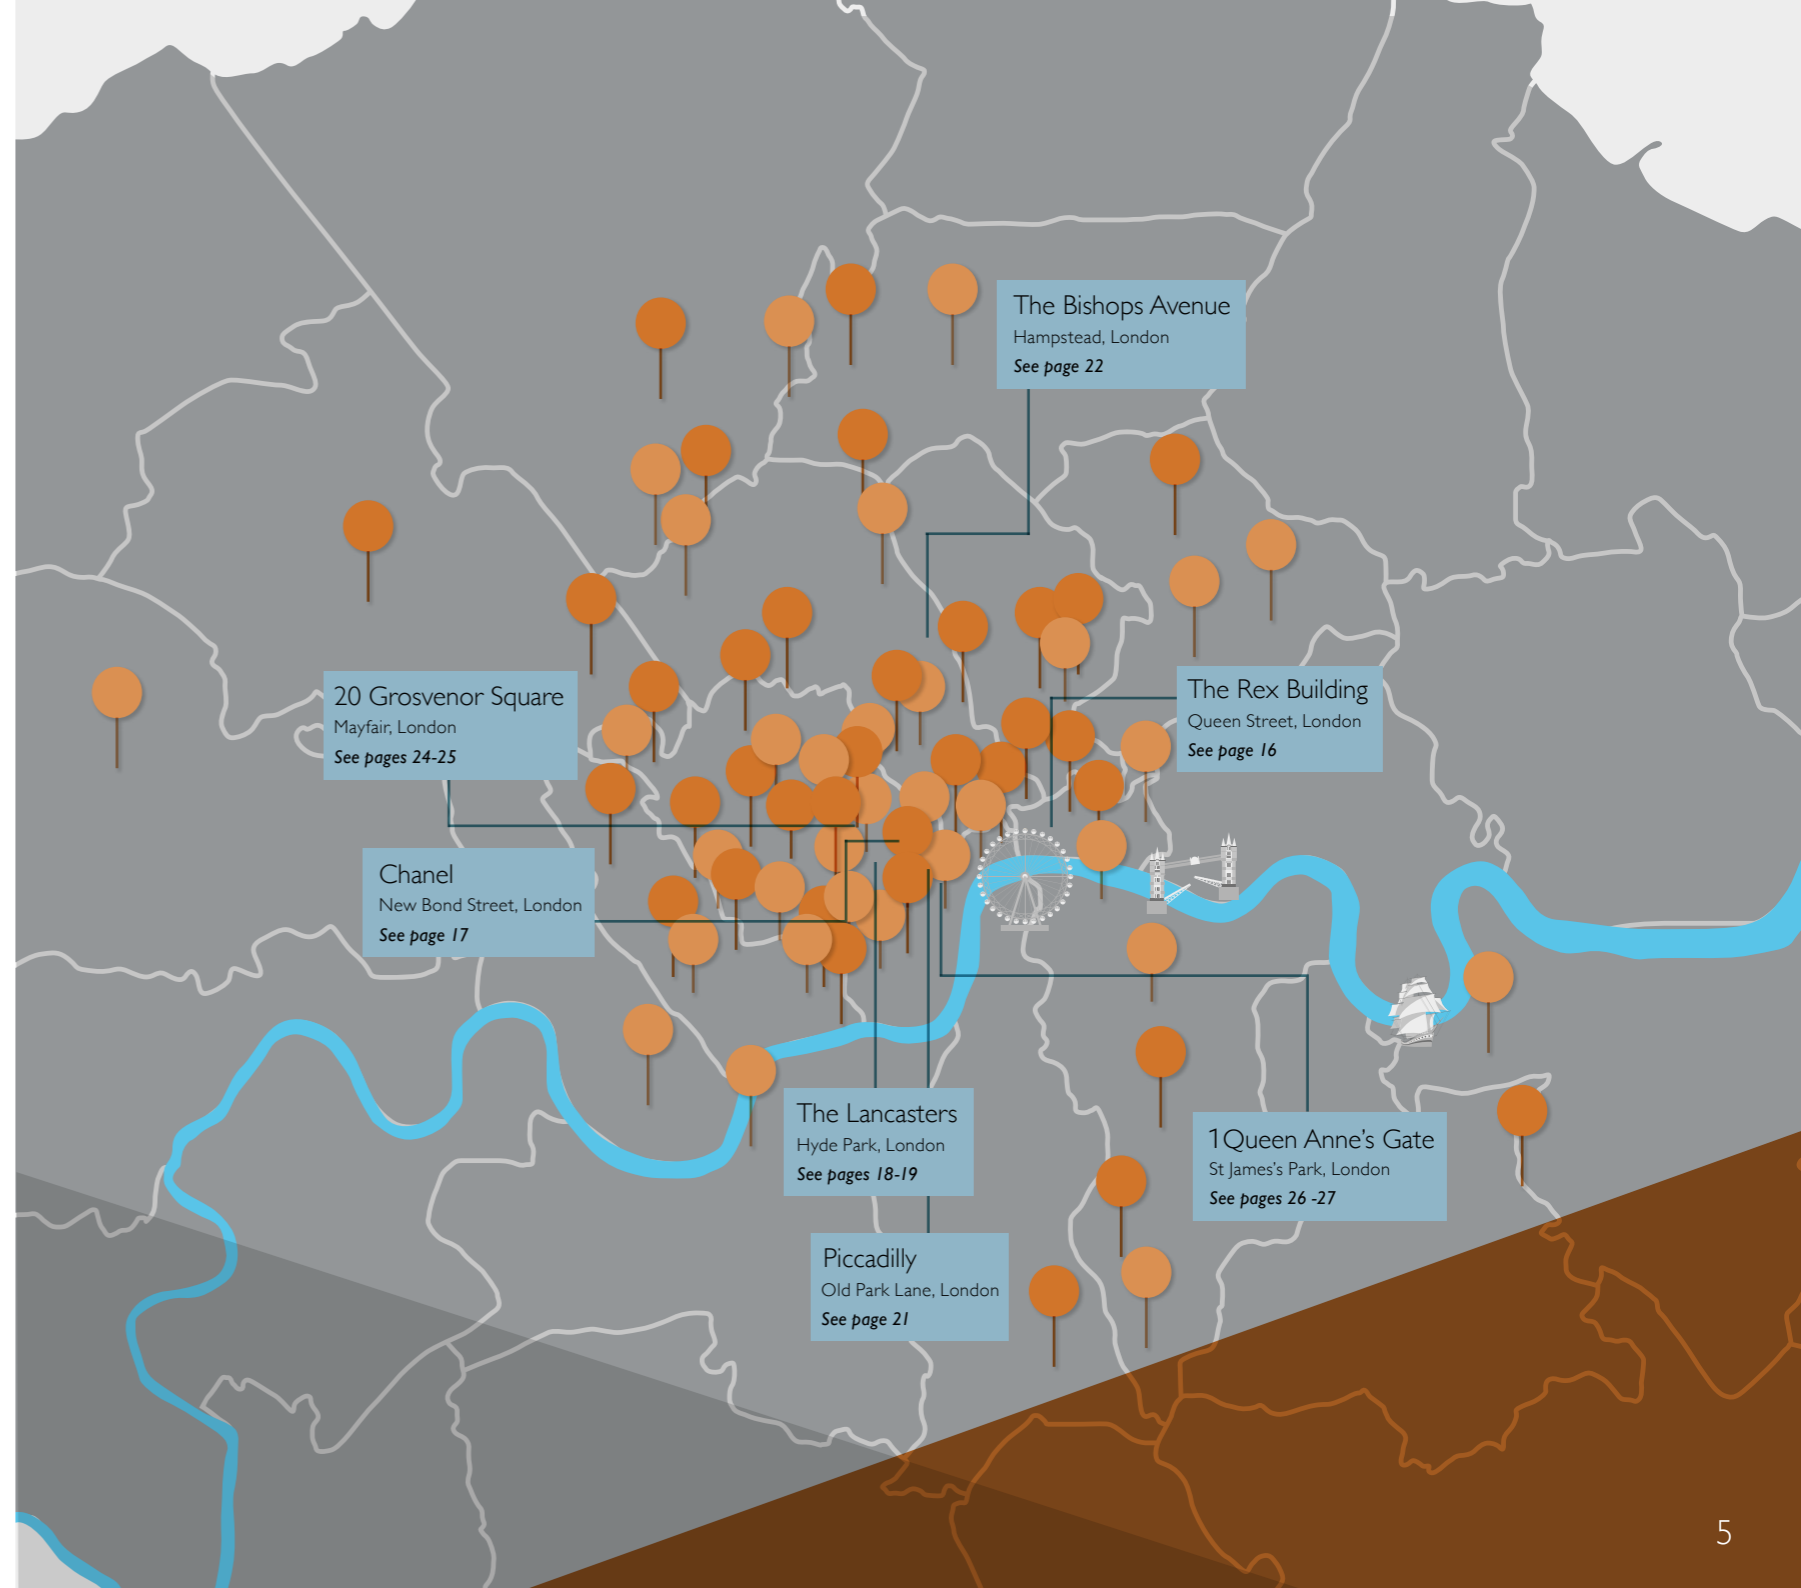 The Bishops Avenue
Hampstead, London
See page 22
20 Grosvenor Square
Mayfair, London
See pages 24-25
The Rex Building
Queen Street, London
See page 16
Chanel
New Bond Street, London
See page 17
The Lancasters
Hyde Park, London
See pages 18-19
1Queen Anne’s Gate
St James’s Park, London
See pages 26 -27
Piccadilly
Old Park Lane, London
See page 21
5